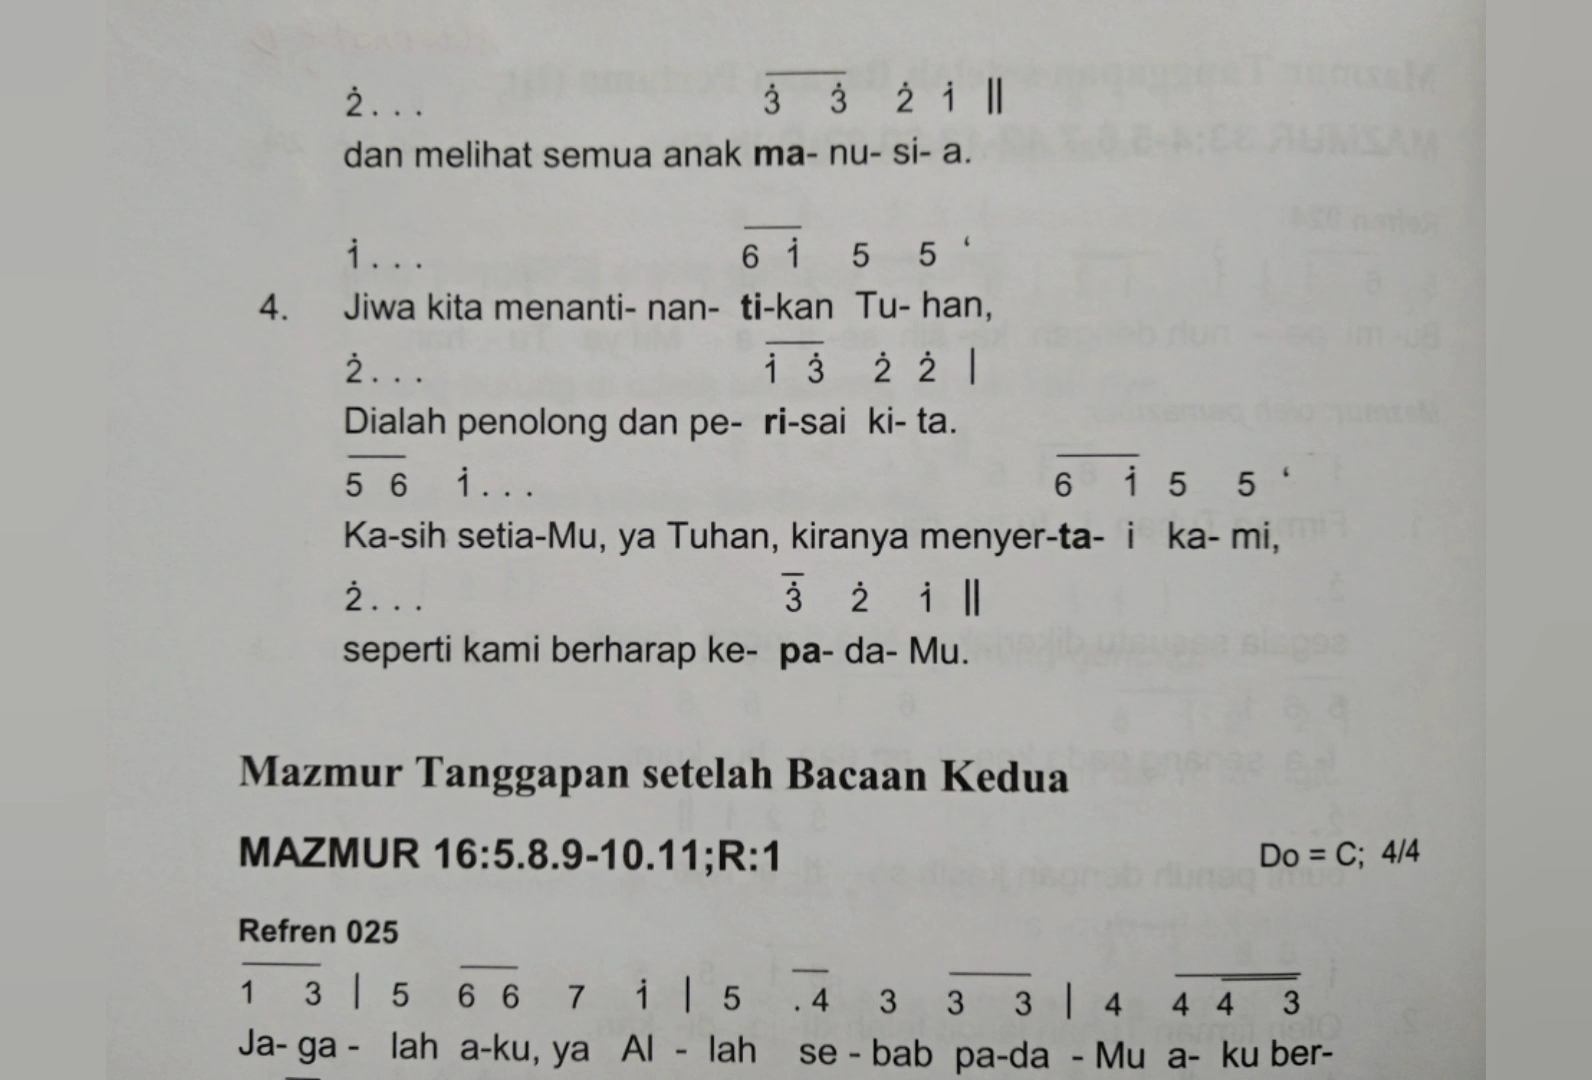 2̇ . . . 3̇ 3̇ 2̇ 1̇ ||
dan melihat semua anak ma- nu- si- a.
1̇ . . . 6 1̇ 5 5 ‘
4. Jiwa kita menanti- nan- ti-kan Tu- han,
2̇ . . . 1̇ 3̇ 2̇ 2̇ |
Dialah penolong dan pe- ri-sai ki- ta.
5 6 1̇ . . . 6 1̇ 5 5 ‘
Ka-sih setia-Mu, ya Tuhan, kiranya menyer-ta- i ka- mi,
2̇ . . . 3̇ 2̇ 1̇ ||
seperti kami berharap ke- pa- da- Mu.
Mazmur Tanggapan setelah Bacaan Kedua
MAZMUR 16:5.8.9-10.11;R:1 Do = C; 4/4
Refren 025
1 3 | 5 6 6 7 1̇ | 5 . 4 3 3 3 | 4 4 4 3
Ja- ga - lah a-ku, ya Al - lah se - bab pa-da - Mu a- ku ber-